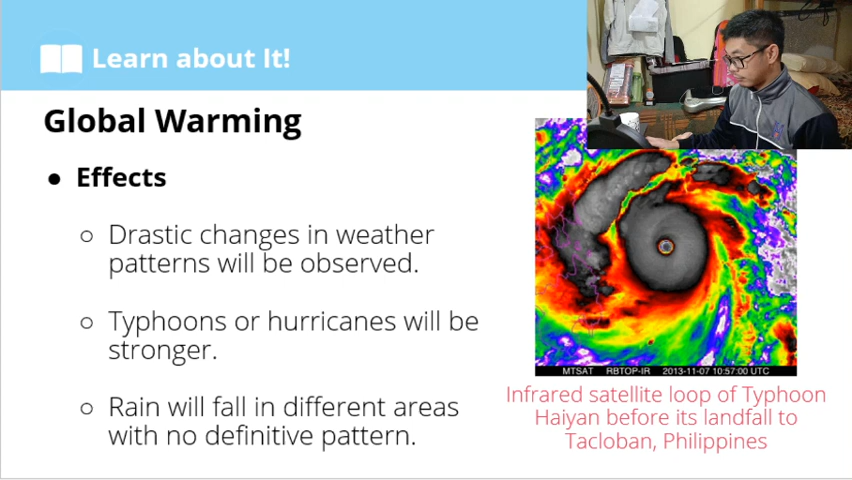 Learn about It!
Global Warming
● Effects
○ Drastic changes in weather
patterns will be observed.
○ Typhoons or hurricanes will be
stronger.
○ Rain will fall in different areas
with no definitive pattern.
MTSAT RBTOP-IR 2013-11-07 10:57:00 UTC
Infrared satellite loop of Typhoon
Haiyan before its landfall to
Tacloban, Philippines